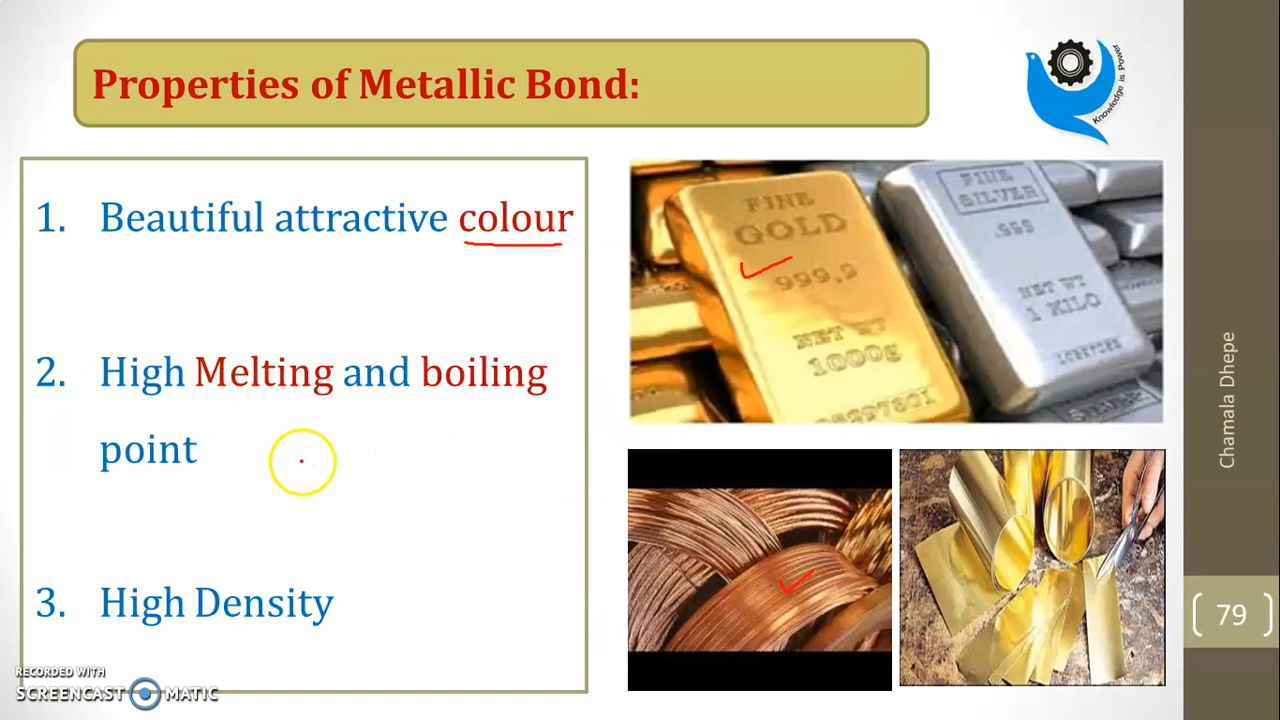 Properties of Metallic Bond:
Knowledge is Power
1. Beautiful attractive colour
2. High Melting and boiling
point
3. High Density
FINE
GOLD
999,9
NET WT
1000g
FINE
SILVER
.999
NET WT
1 KILO
Chamala Dhepe
79
RECORDED WITH
SCREENCAST MATIC